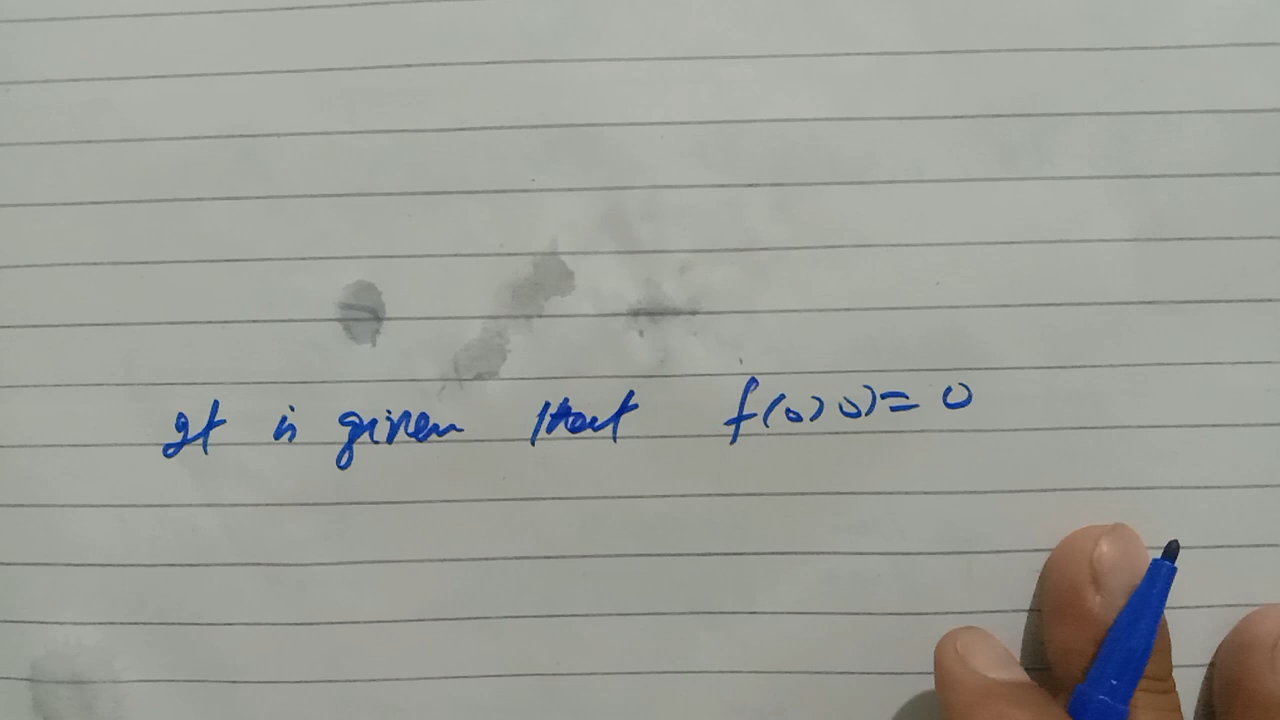 It is given that f(0,0)=0